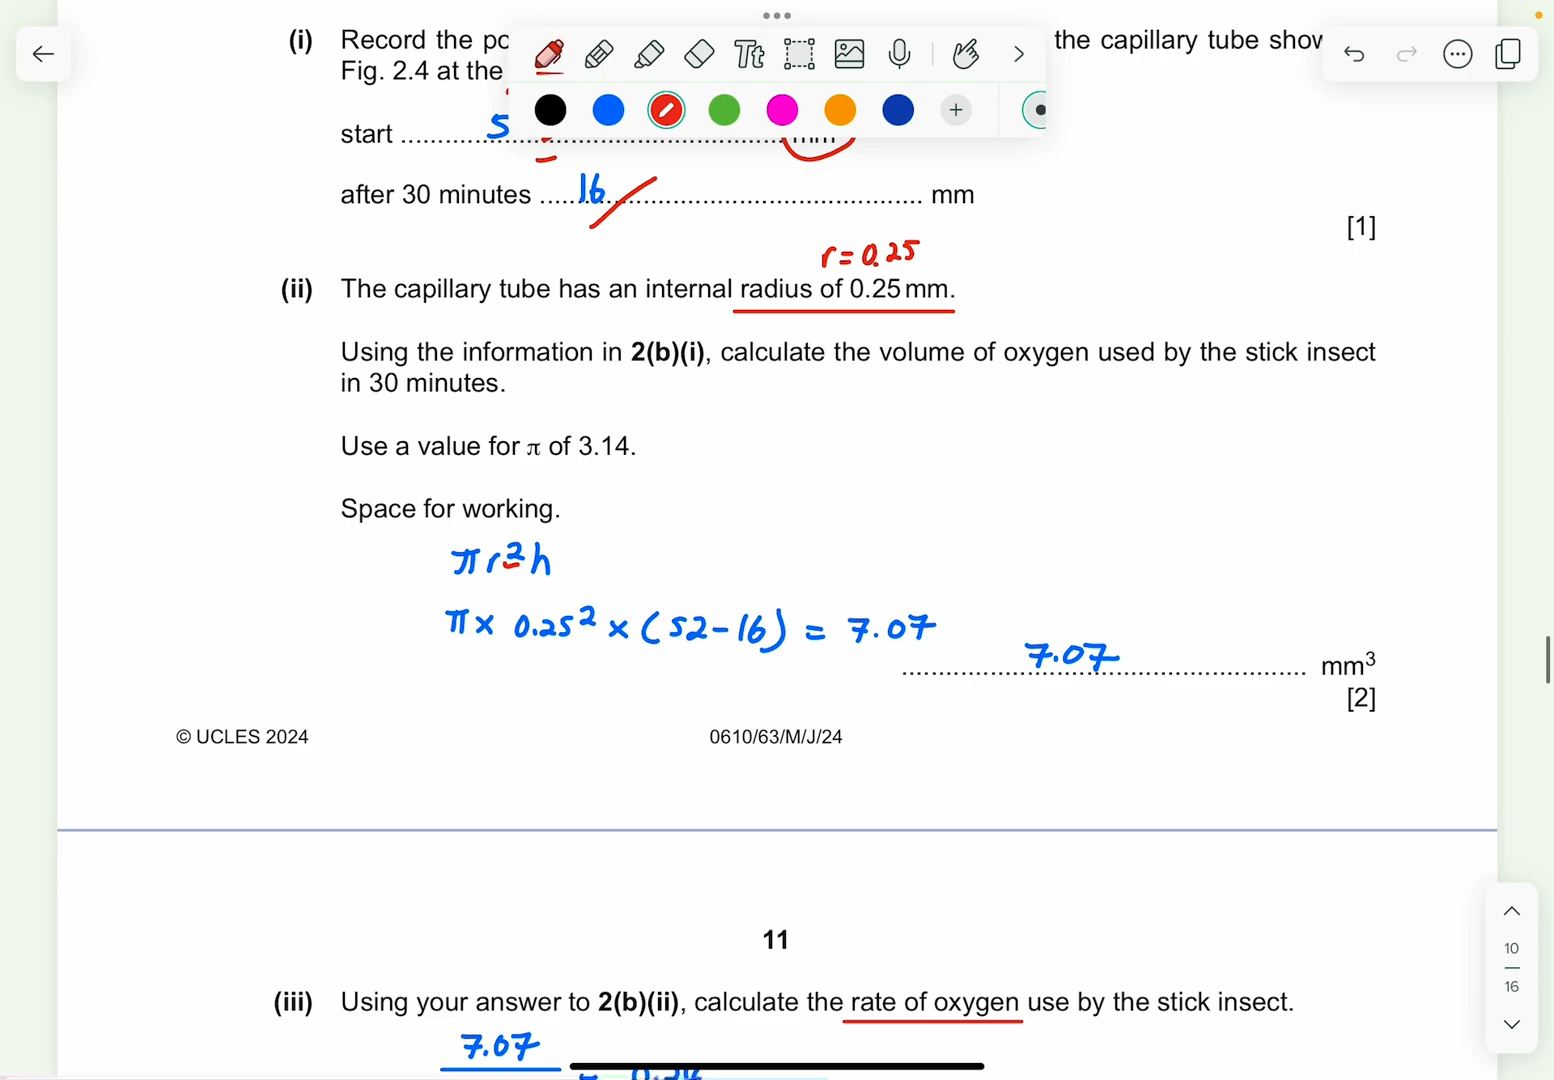 (i) Record the po the capillary tube show
Fig. 2.4 at the
Tt
start ........ 5 ........ mm
after 30 minutes ........ 16 ........ mm
[1]
r = 0.25
(ii) The capillary tube has an internal radius of 0.25 mm.
Using the information in 2(b)(i), calculate the volume of oxygen used by the stick insect
in 30 minutes.
Use a value for π of 3.14.
Space for working.
πr²h
π × 0.25² × (52 - 16) = 7.07
7.07 mm³
[2]
© UCLES 2024 0610/63/M/J/24
11
10
16
(iii) Using your answer to 2(b)(ii), calculate the rate of oxygen use by the stick insect.
7.07